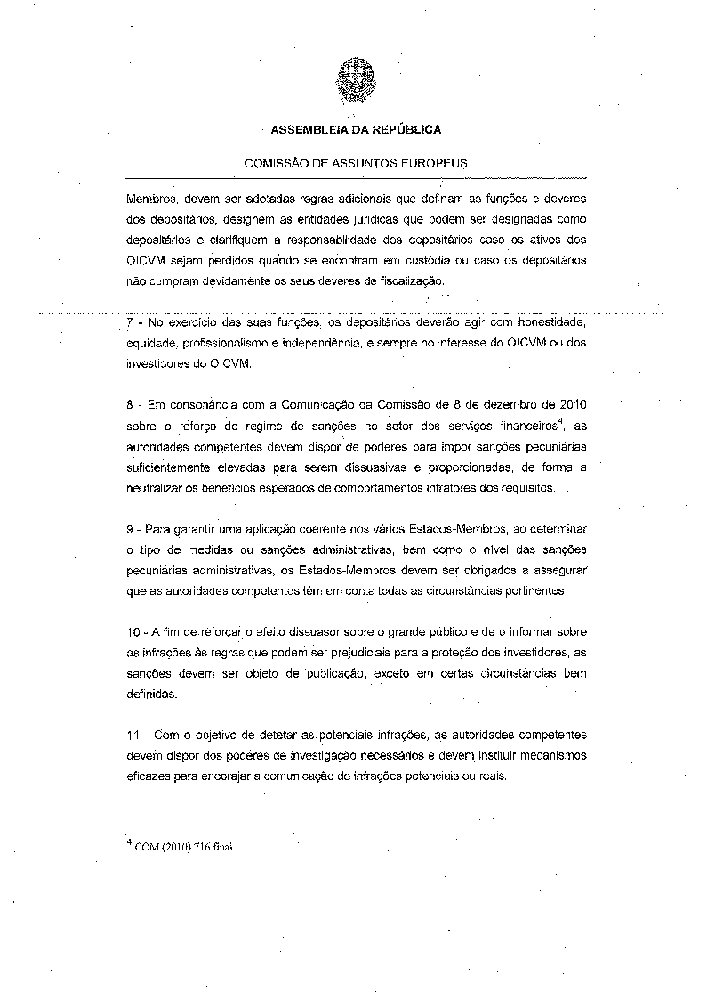 ASSEMBLEIA DA REPÚBLICA
COMISSÃO DE ASSUNTOS EUROPEUS
Membros, devem ser adotadas regras adicionais que definam as funções e deveres
dos depositários, designem as entidades jurídicas que podem ser designadas como
depositários e clarifiquem a responsabilidade dos depositários caso os ativos dos
OICVM sejam perdidos quando se encontram em custódia ou caso os depositários
não cumpram devidamente os seus deveres de fiscalização.
7 - No exercício das suas funções, os depositários deverão agir com honestidade,
equidade, profissionalismo e independência, e sempre no interesse do OICVM ou dos
investidores do OICVM.
8 - Em consonância com a Comunicação da Comissão de 8 de dezembro de 2010
sobre o reforço do regime de sanções no setor dos serviços financeiros⁴, as
autoridades competentes devem dispor de poderes para impor sanções pecuniárias
suficientemente elevadas para serem dissuasivas e proporcionadas, de forma a
neutralizar os benefícios esperados de comportamentos infratores dos requisitos.
9 - Para garantir uma aplicação coerente nos vários Estados-Membros, ao determinar
o tipo de medidas ou sanções administrativas, bem como o nível das sanções
pecuniárias administrativas, os Estados-Membros devem ser obrigados a assegurar
que as autoridades competentes têm em conta todas as circunstâncias pertinentes.
10 - A fim de reforçar o efeito dissuasor sobre o grande público e de o informar sobre
as infrações às regras que podem ser prejudiciais para a proteção dos investidores, as
sanções devem ser objeto de publicação, exceto em certas circunstâncias bem
definidas.
11 - Com o objetivo de detetar as potenciais infrações, as autoridades competentes
devem dispor dos poderes de investigação necessários e devem instituir mecanismos
eficazes para encorajar a comunicação de infrações potenciais ou reais.
⁴ COM (2010) 716 final.